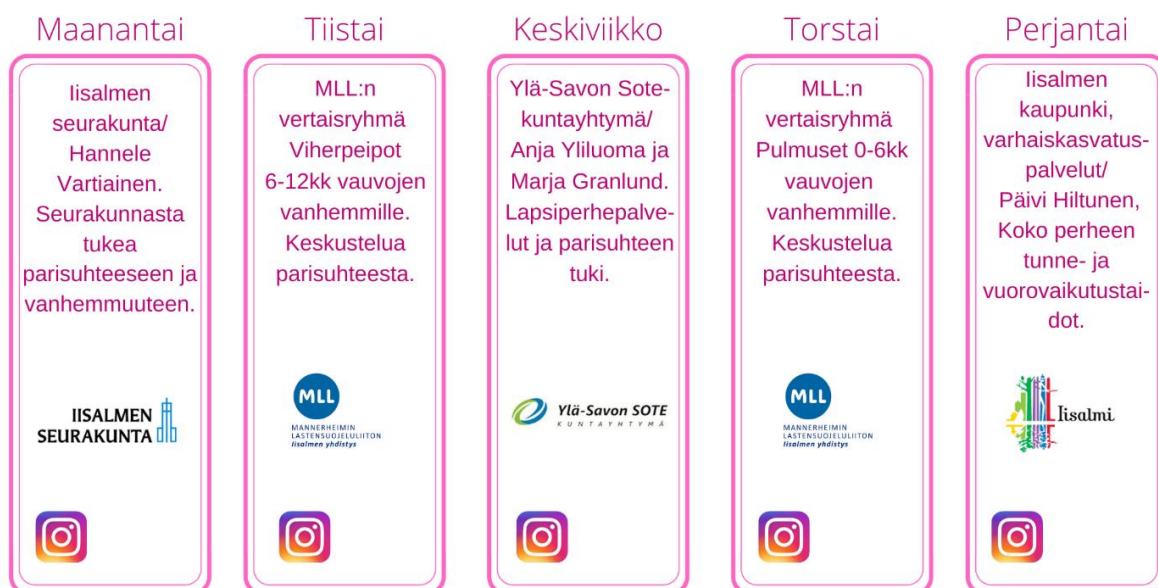 Maanantai
Iisalmen
seurakunta/
Hannele
Vartiainen.
Seurakunnasta
tukea
parisuhteeseen ja
vanhemmuuteen.
IISALMEN
SEURAKUNTA
Tiistai
MLL:n
vertaisryhmä
Viherpeipot
6-12kk vauvojen
vanhemmille.
Keskustelua
parisuhteesta.
MLL
MANNERHEIMIN
LASTENSUOJELULIITON
Iisalmen yhdistys
Keskiviikko
Ylä-Savon Sote-
kuntayhtymä/
Anja Yliluoma ja
Marja Granlund.
Lapsiperhepalve-
lut ja parisuhteen
tuki.
Ylä-Savon SOTE
KUNTAYHTYMÄ
Torstai
MLL:n
vertaisryhmä
Pulmuset 0-6kk
vauvojen
vanhemmille.
Keskustelua
parisuhteesta.
MLL
MANNERHEIMIN
LASTENSUOJELULIITON
Iisalmen yhdistys
Perjantai
Iisalmen
kaupunki,
varhaiskasvatus-
palvelut/
Päivi Hiltunen,
Koko perheen
tunne- ja
vuorovaikutustai-
dot.
Iisalmi